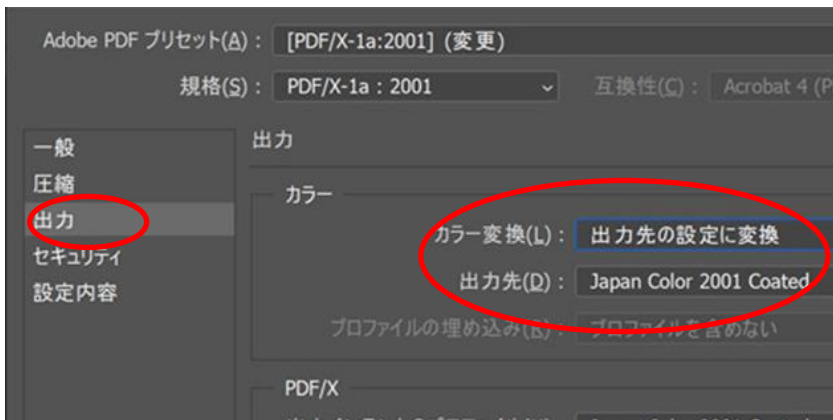 Adobe PDF プリセット(A)： [PDF/X-1a:2001] (変更)
規格(S)： PDF/X-1a : 2001 互換性(C)： Acrobat 4 (P
一般
圧縮
出力
セキュリティ
設定内容
出力
カラー
カラー変換(L)： 出力先の設定に変換
出力先(D)： Japan Color 2001 Coated
プロファイルの埋め込み(R)： プロファイルを含めない
PDF/X